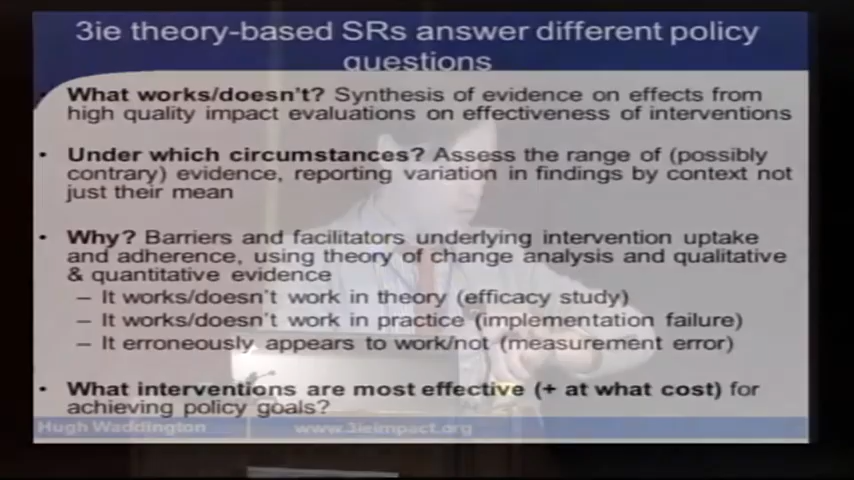 3ie theory-based SRs answer different policy
questions
• What works/doesn't? Synthesis of evidence on effects from
high quality impact evaluations on effectiveness of interventions
• Under which circumstances? Assess the range of (possibly
contrary) evidence, reporting variation in findings by context not
just their mean
• Why? Barriers and facilitators underlying intervention uptake
and adherence, using theory of change analysis and qualitative
& quantitative evidence
– It works/doesn't work in theory (efficacy study)
– It works/doesn't work in practice (implementation failure)
– It erroneously appears to work/not (measurement error)
• What interventions are most effective (+ at what cost) for
achieving policy goals?
Hugh Waddington www.3ieimpact.org